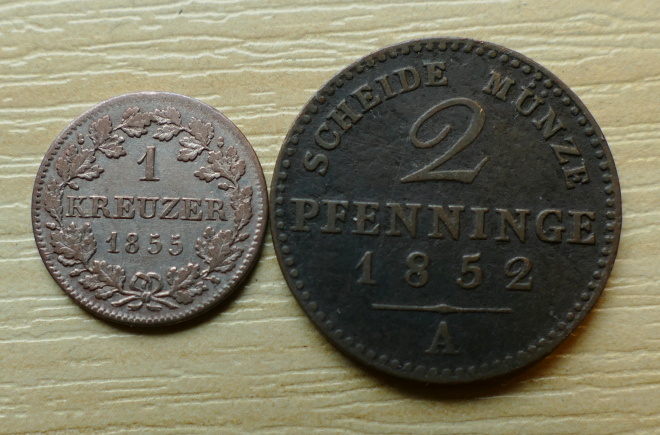 1
KREUZER
1855
SCHEIDE MÜNZE
2
PFENNINGE
1852
A